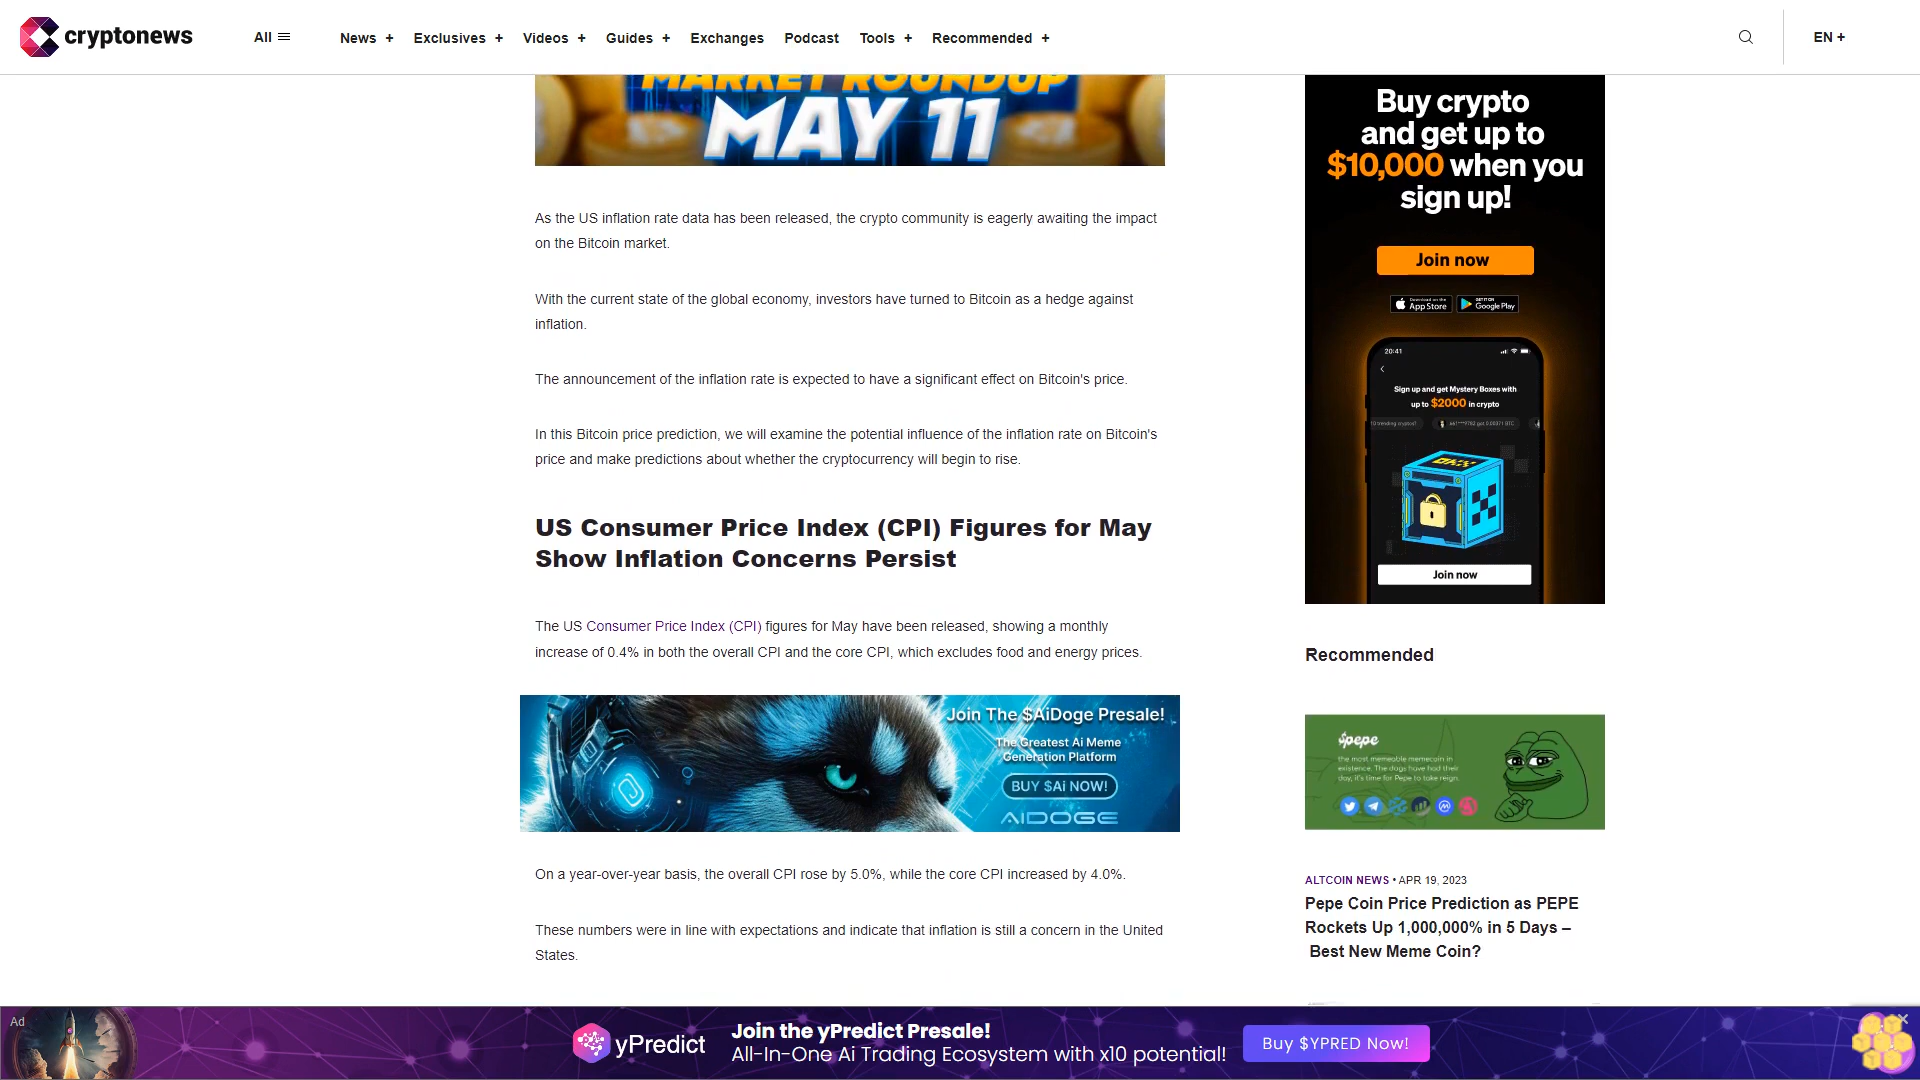 cryptonews
All
News +
Exclusives +
Videos +
Guides +
Exchanges
Podcast
Tools +
Recommended +
EN +
MARKET ROUNDUP
MAY 11
As the US inflation rate data has been released, the crypto community is eagerly awaiting the impact
on the Bitcoin market.
With the current state of the global economy, investors have turned to Bitcoin as a hedge against
inflation.
The announcement of the inflation rate is expected to have a significant effect on Bitcoin's price.
In this Bitcoin price prediction, we will examine the potential influence of the inflation rate on Bitcoin's
price and make predictions about whether the cryptocurrency will begin to rise.
US Consumer Price Index (CPI) Figures for May
Show Inflation Concerns Persist
The US Consumer Price Index (CPI) figures for May have been released, showing a monthly
increase of 0.4% in both the overall CPI and the core CPI, which excludes food and energy prices.
Join The $AiDoge Presale!
The Greatest Ai Meme
Generation Platform
BUY $Ai NOW!
AiDOGE
On a year-over-year basis, the overall CPI rose by 5.0%, while the core CPI increased by 4.0%.
These numbers were in line with expectations and indicate that inflation is still a concern in the United
States.
Buy crypto
and get up to
$10,000 when you
sign up!
Join now
Download on the
App Store
GET IT ON
Google Play
20:41
Sign up and get Mystery Boxes with
up to $2000 in crypto
OKX
Join now
Recommended
$pepe
the most memeable memecoin in
existence. The dogs have had their
day, it's time for Pepe to take reign.
ALTCOIN NEWS • APR 19, 2023
Pepe Coin Price Prediction as PEPE
Rockets Up 1,000,000% in 5 Days –
Best New Meme Coin?
Ad
yPredict
Join the yPredict Presale!
All-In-One Ai Trading Ecosystem with x10 potential!
Buy $YPRED Now!